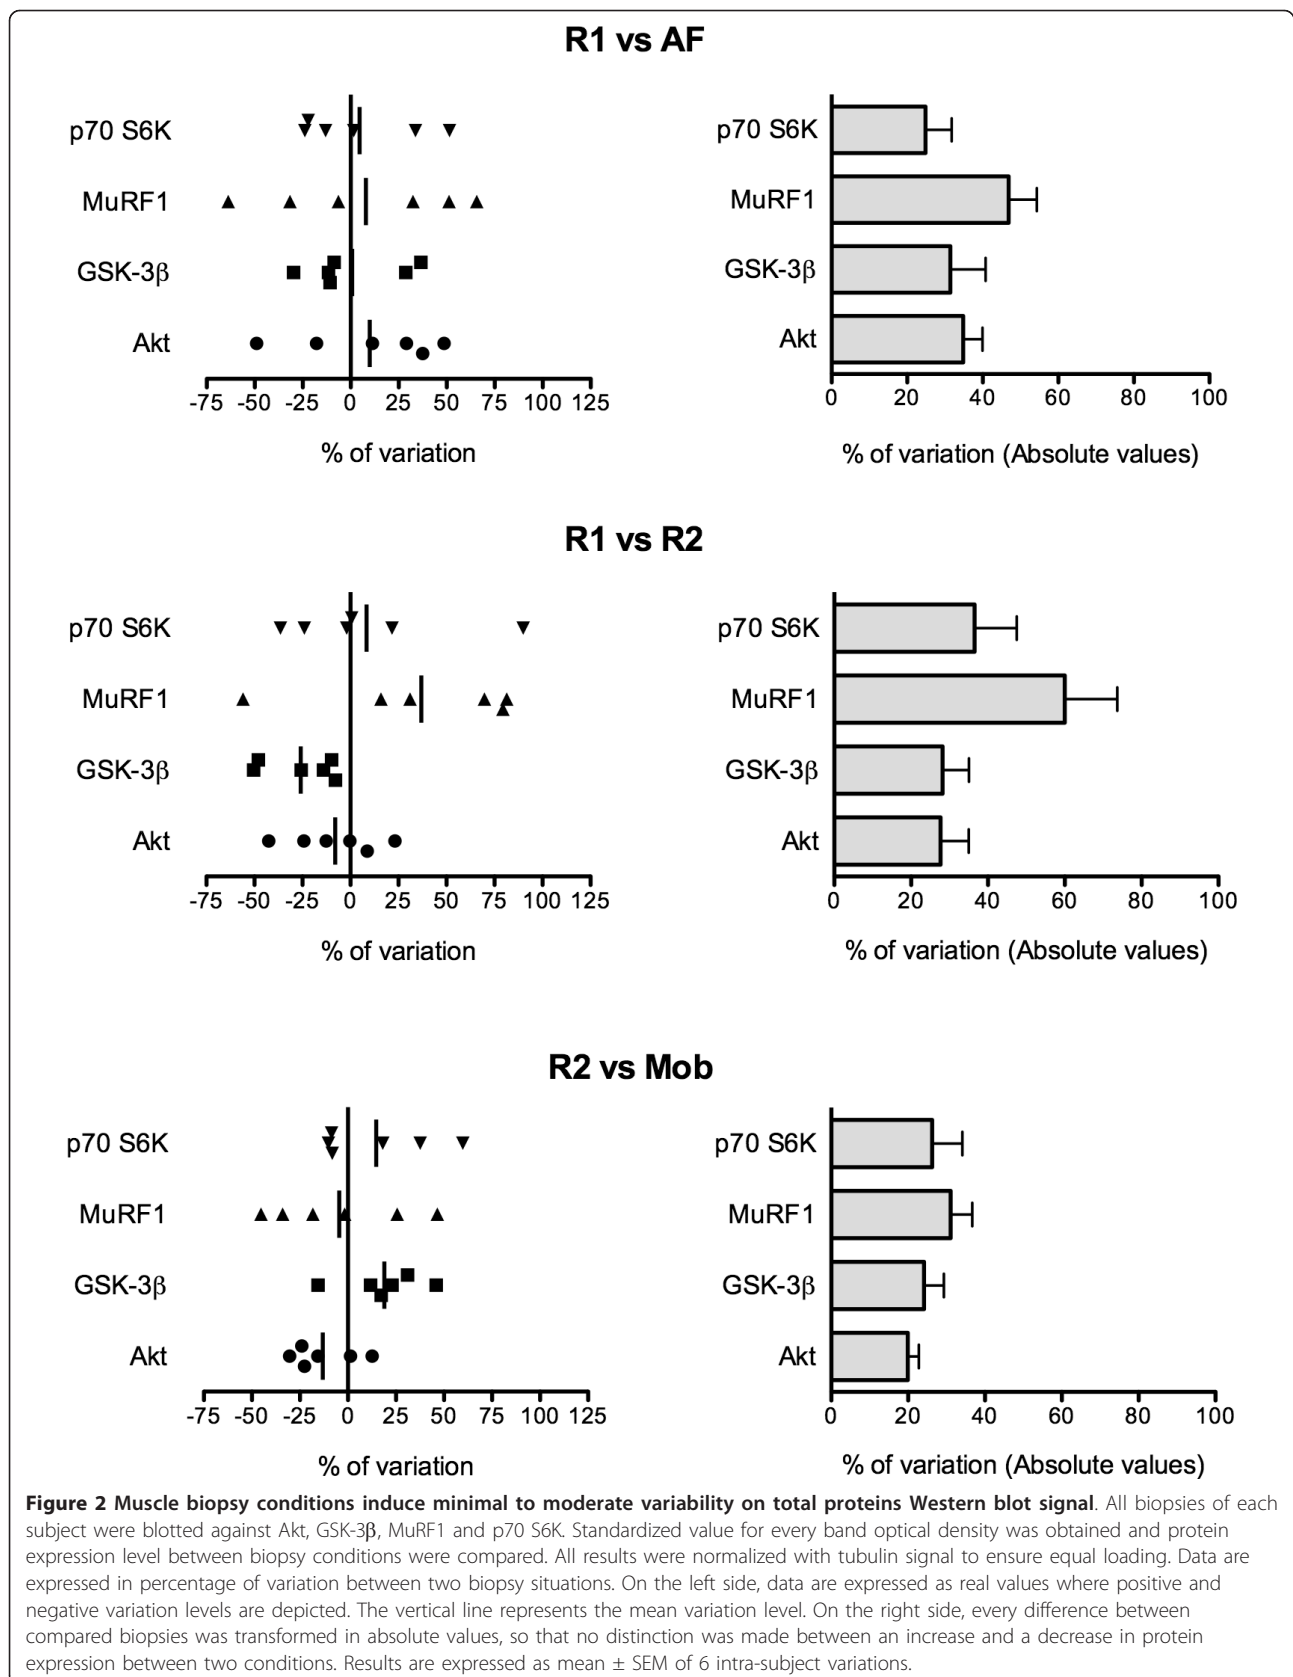 R1 vs AF
p70 S6K
MuRF1
GSK-3β
Akt
-75 -50 -25 0 25 50 75 100 125
% of variation
p70 S6K
MuRF1
GSK-3β
Akt
0 20 40 60 80 100
% of variation (Absolute values)
R1 vs R2
p70 S6K
MuRF1
GSK-3β
Akt
-75 -50 -25 0 25 50 75 100 125
% of variation
p70 S6K
MuRF1
GSK-3β
Akt
0 20 40 60 80 100
% of variation (Absolute values)
R2 vs Mob
p70 S6K
MuRF1
GSK-3β
Akt
-75 -50 -25 0 25 50 75 100 125
% of variation
p70 S6K
MuRF1
GSK-3β
Akt
0 20 40 60 80 100
% of variation (Absolute values)
Figure 2 Muscle biopsy conditions induce minimal to moderate variability on total proteins Western blot signal. All biopsies of each
subject were blotted against Akt, GSK-3β, MuRF1 and p70 S6K. Standardized value for every band optical density was obtained and protein
expression level between biopsy conditions were compared. All results were normalized with tubulin signal to ensure equal loading. Data are
expressed in percentage of variation between two biopsy situations. On the left side, data are expressed as real values where positive and
negative variation levels are depicted. The vertical line represents the mean variation level. On the right side, every difference between
compared biopsies was transformed in absolute values, so that no distinction was made between an increase and a decrease in protein
expression between two conditions. Results are expressed as mean ± SEM of 6 intra-subject variations.